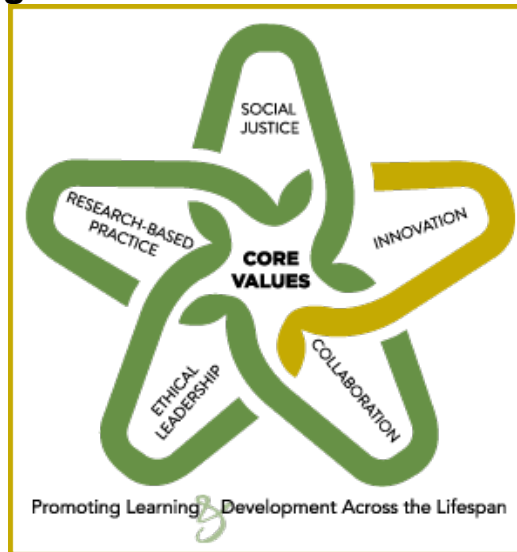 SOCIAL
JUSTICE
RESEARCH-BASED
PRACTICE
INNOVATION
CORE
VALUES
ETHICAL
LEADERSHIP
COLLABORATION
Promoting Learning & Development Across the Lifespan